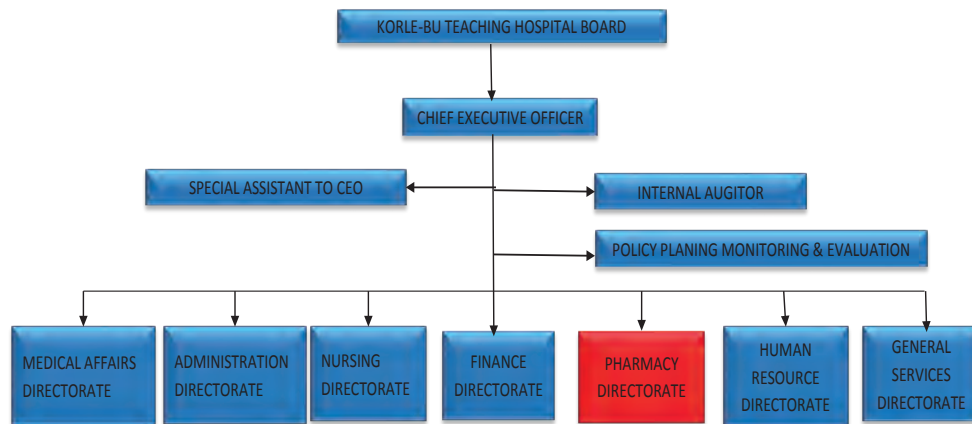 KORLE-BU TEACHING HOSPITAL BOARD
CHIEF EXECUTIVE OFFICER
SPECIAL ASSISTANT TO CEO
INTERNAL AUGITOR
POLICY PLANING MONITORING & EVALUATION
MEDICAL AFFAIRS
DIRECTORATE
ADMINISTRATION
DIRECTORATE
NURSING
DIRECTORATE
FINANCE
DIRECTORATE
PHARMACY
DIRECTORATE
HUMAN
RESOURCE
DIRECTORATE
GENERAL
SERVICES
DIRECTORATE